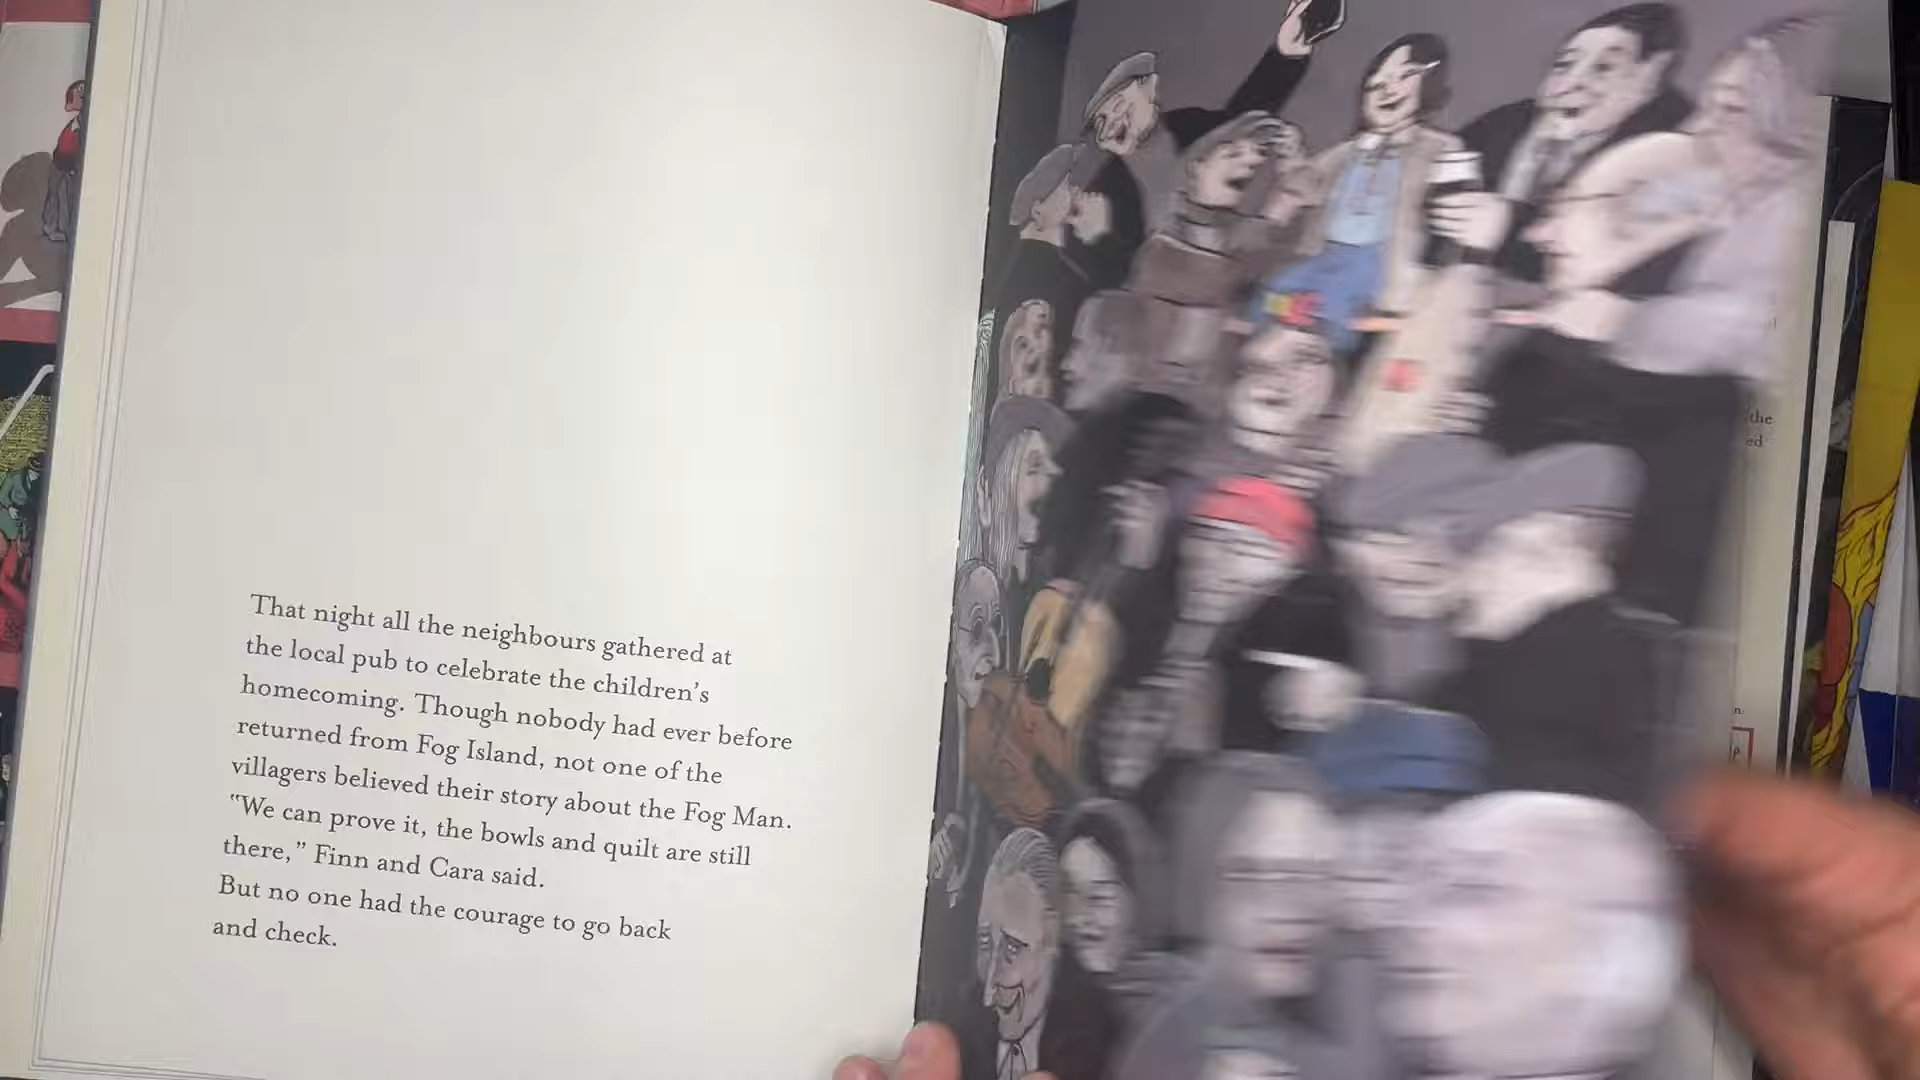 That night all the neighbours gathered at
the local pub to celebrate the children's
homecoming. Though nobody had ever before
returned from Fog Island, not one of the
villagers believed their story about the Fog Man.
"We can prove it, the bowls and quilt are still
there," Finn and Cara said.
But no one had the courage to go back
and check.
the
ed
n.